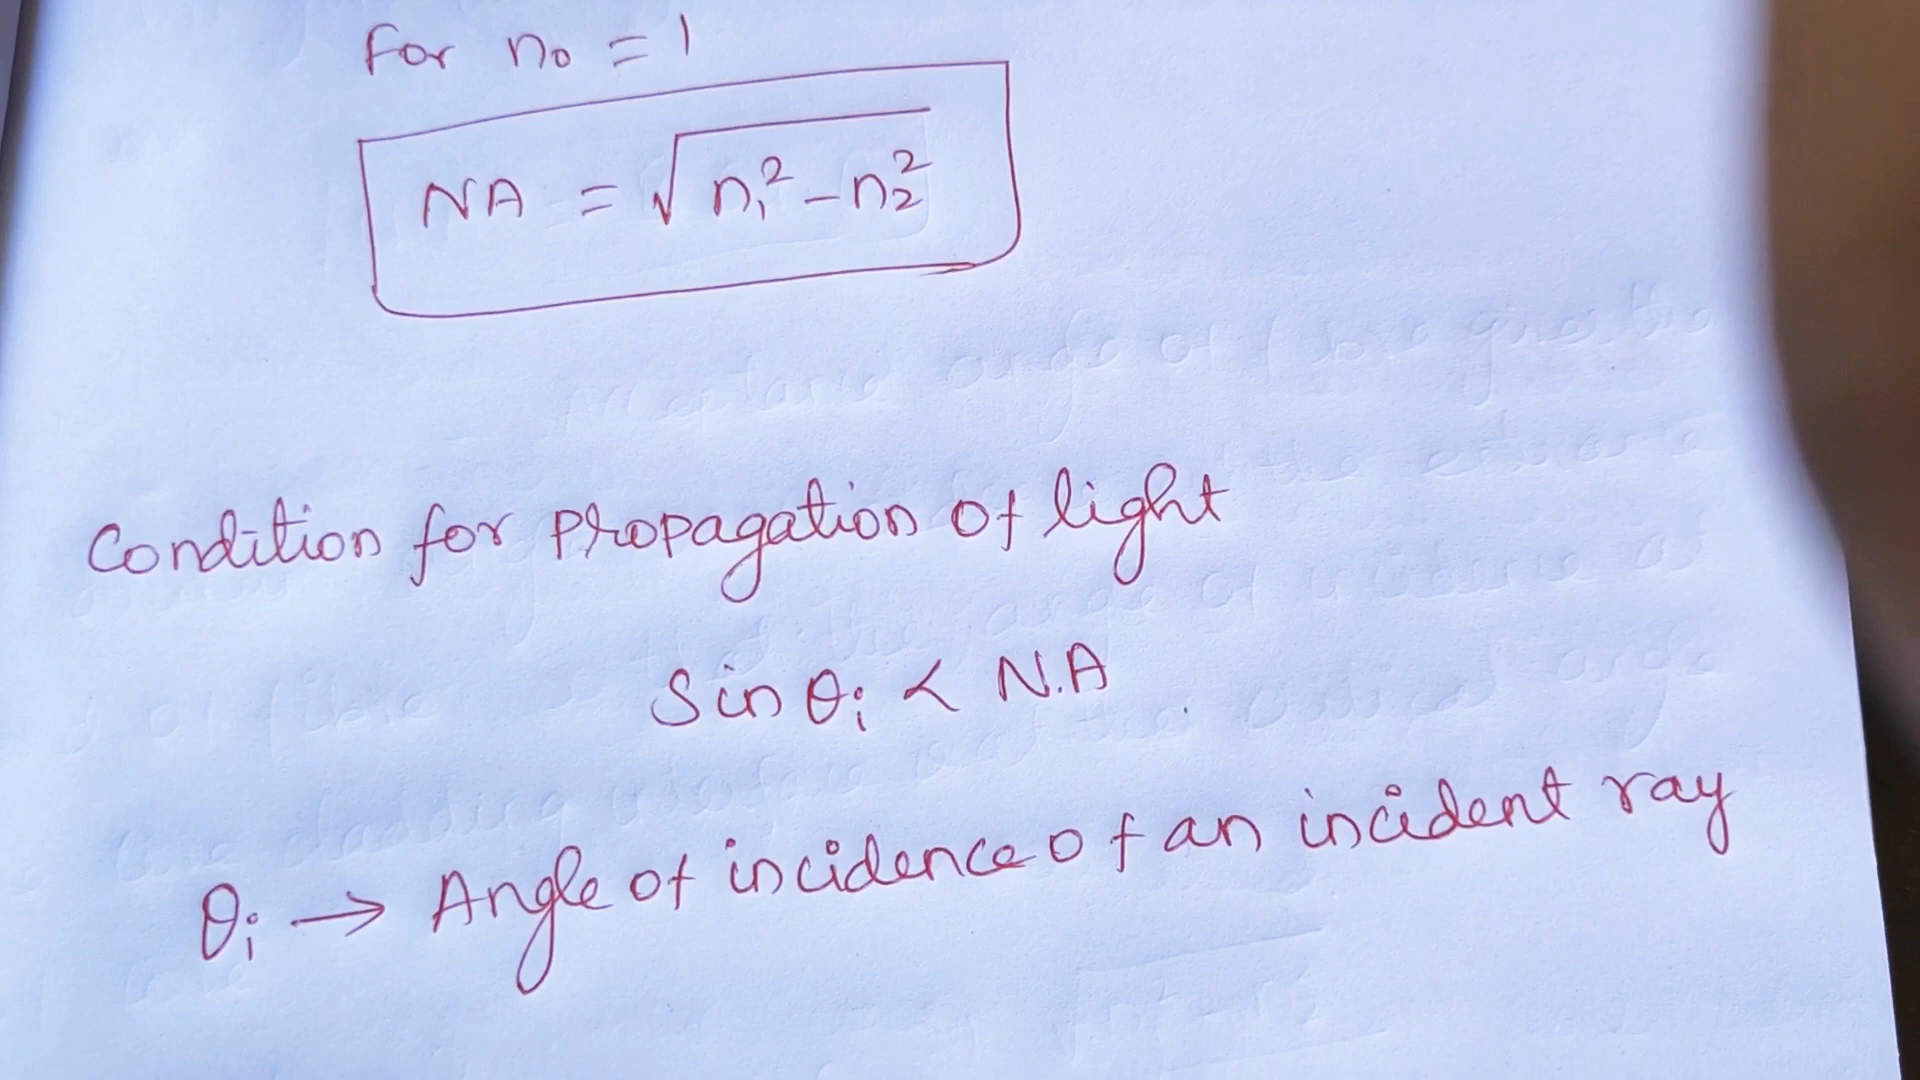 for n₀ = 1
NA = √n₁² - n₂²
Condition for propagation of light
Sin θᵢ < N.A
θᵢ → Angle of incidence of an incident ray